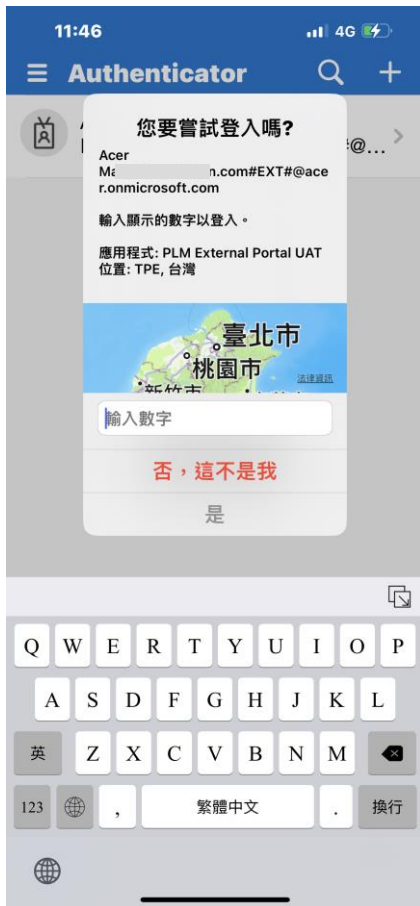 11:46
4G
Authenticator
您要嘗試登入嗎?
Acer
Ma n.com#EXT#@ace
r.onmicrosoft.com
@...
輸入顯示的數字以登入。
應用程式: PLM External Portal UAT
位置: TPE, 台灣
臺北市
桃園市
新竹市
法律資訊
輸入數字
否，這不是我
是
Q W E R T Y U I O P
A S D F G H J K L
英 Z X C V B N M
123 , 繁體中文 . 換行